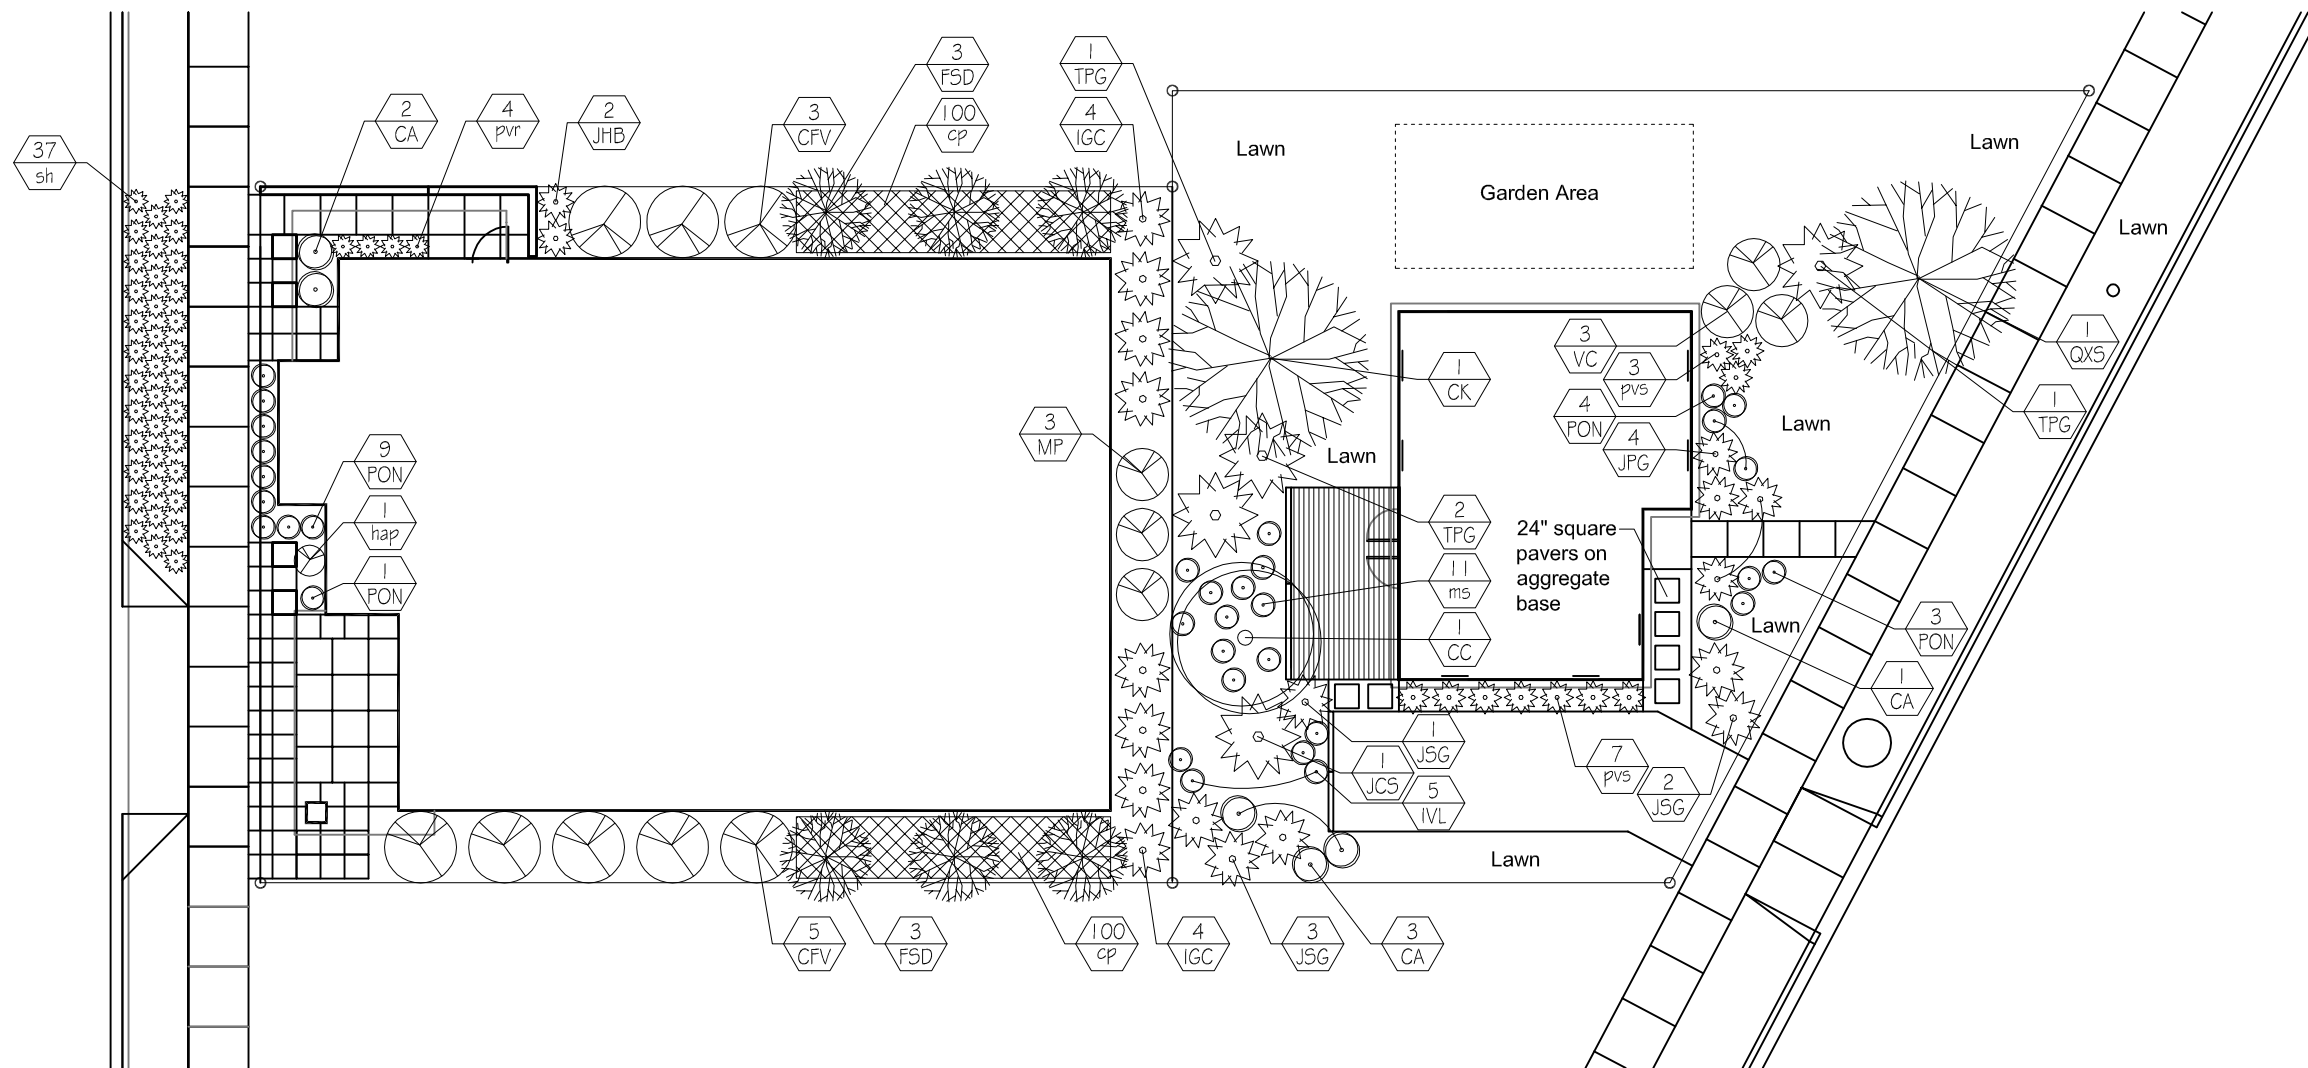 3
FSD
1
TPG
2
CA
4
pvr
2
JHB
3
CFV
100
cp
4
IGC
37
sh
Lawn
Lawn
Garden Area
Lawn
1
QXS
3
VC
3
pvs
1
CK
4
PON
1
TPG
Lawn
4
JPG
Lawn
3
MP
9
PON
1
hap
2
TPG
24" square
pavers on
aggregate
base
1
PON
11
ms
1
CC
Lawn
3
PON
1
CA
1
JSG
1
JCS
5
IVL
7
pvs
2
JSG
Lawn
5
CFV
3
FSD
100
cp
4
IGC
3
JSG
3
CA